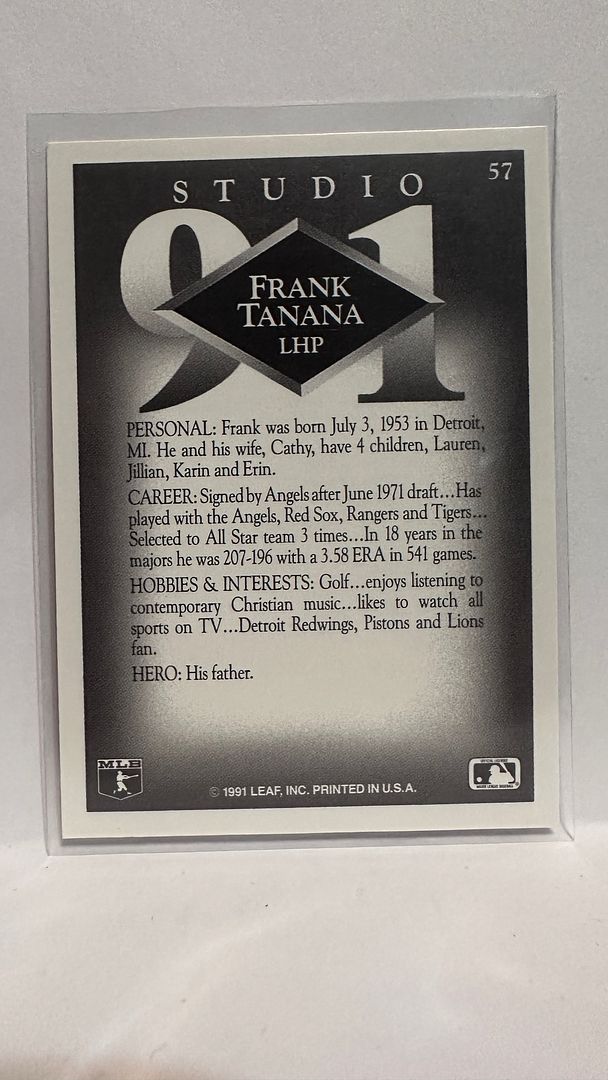 57
STUDIO
91
FRANK
TANANA
LHP
PERSONAL: Frank was born July 3, 1953 in Detroit,
MI. He and his wife, Cathy, have 4 children, Lauren,
Jillian, Karin and Erin.
CAREER: Signed by Angels after June 1971 draft...Has
played with the Angels, Red Sox, Rangers and Tigers...
Selected to All Star team 3 times...In 18 years in the
majors he was 207-196 with a 3.58 ERA in 541 games.
HOBBIES & INTERESTS: Golf...enjoys listening to
contemporary Christian music...likes to watch all
sports on TV...Detroit Redwings, Pistons and Lions
fan.
HERO: His father.
MLB
© 1991 LEAF, INC. PRINTED IN U.S.A.
MAJOR LEAGUE BASEBALL